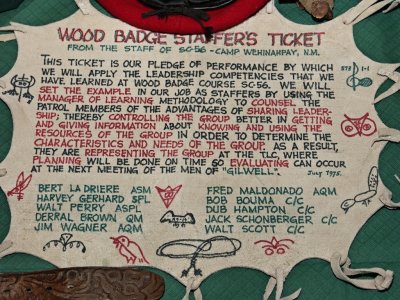 WOOD BADGE STAFFER'S TICKET
FROM THE STAFF OF SC-56 - CAMP WEHINAHPAY, N.M.
THIS TICKET IS OUR PLEDGE OF PERFORMANCE BY WHICH
WE WILL APPLY THE LEADERSHIP COMPETENCIES THAT WE
HAVE LEARNED AT WOOD BADGE COURSE SC-56. WE WILL
SET THE EXAMPLE IN OUR JOB AS STAFFERS BY USING THE
MANAGER OF LEARNING METHODOLOGY TO COUNSEL THE
PATROL MEMBERS OF THE ADVANTAGES OF SHARING LEADER-
SHIP; THEREBY CONTROLLING THE GROUP BETTER IN GETTING
AND GIVING INFORMATION ABOUT KNOWING AND USING THE
RESOURCES OF THE GROUP IN ORDER TO DETERMINE THE
CHARACTERISTICS AND NEEDS OF THE GROUP. AS A RESULT,
THEY ARE REPRESENTING THE GROUP AT THE TLC, WHERE
PLANNING WILL BE DONE ON TIME SO EVALUATING CAN OCCUR
AT THE NEXT MEETING OF THE MEN OF "GILWELL".
July 1975.
BERT LADRIERE ASM
HARVEY GERHARD SPL
WALT PERRY ASPL
DERRAL BROWN QM
JIM WAGNER AQM
FRED MALDONADO AQM
BOB BOUMA C/C
DUB HAMPTON C/C
JACK SCHONBERGER C/C
WALT SCOTT C/C